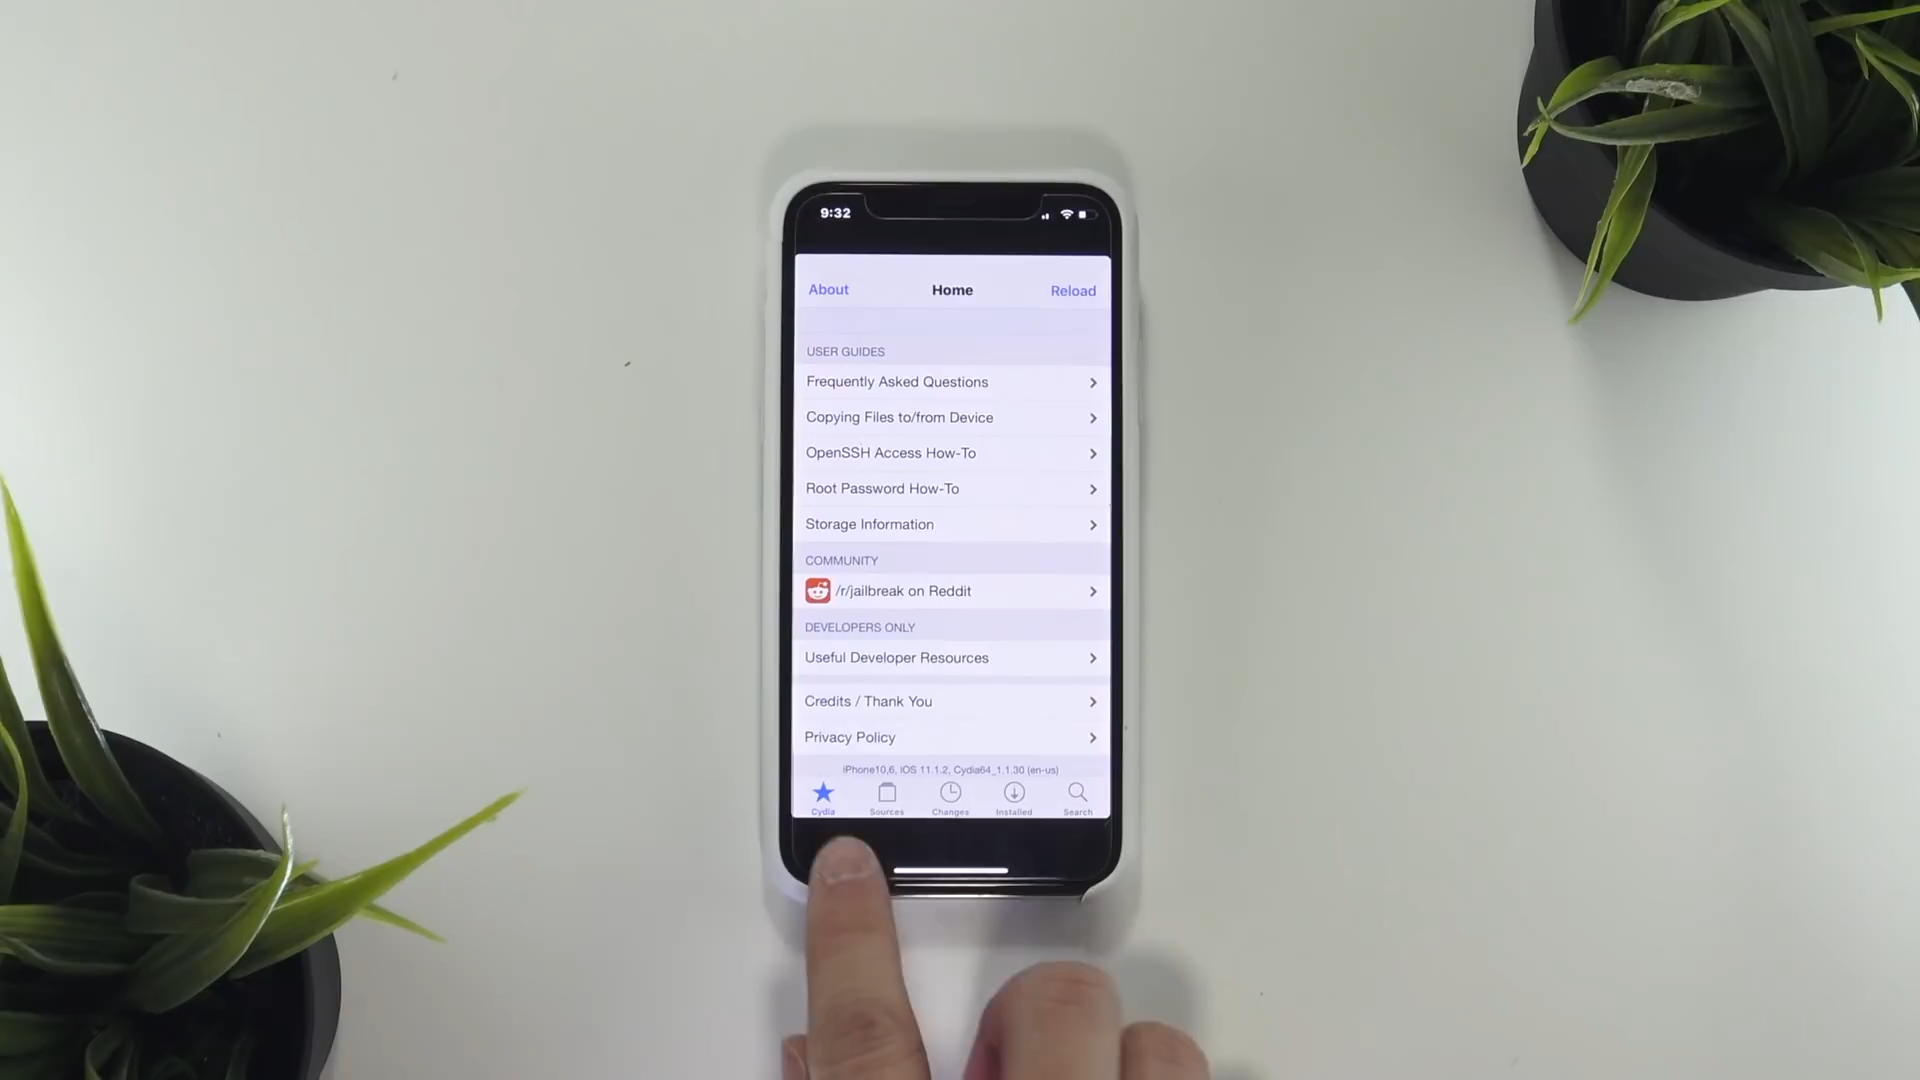 9:32
About Home Reload
USER GUIDES
Frequently Asked Questions
Copying Files to/from Device
OpenSSH Access How-To
Root Password How-To
Storage Information
COMMUNITY
/r/jailbreak on Reddit
DEVELOPERS ONLY
Useful Developer Resources
Credits / Thank You
Privacy Policy
iPhone10,6, iOS 11.1.2, Cydia64_1.1.30 (en-us)
Cydia Sources Changes Installed Search